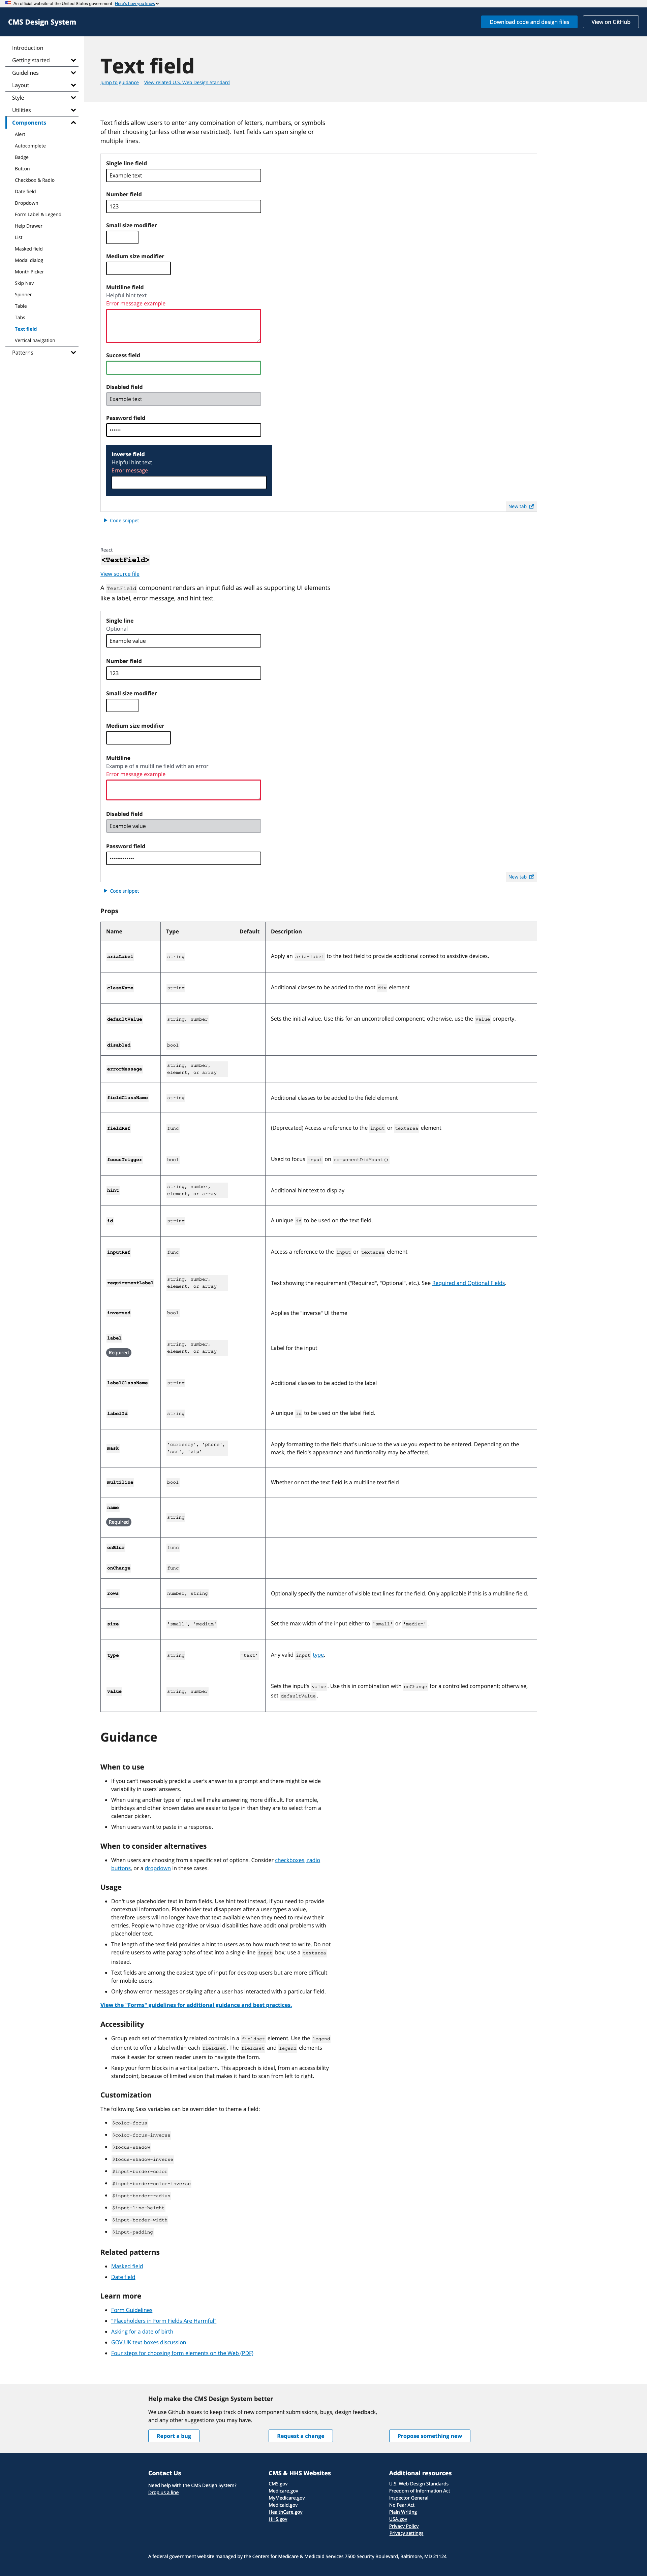 An official website of the United States government Here's how you know
CMS Design System
Download code and design files
View on GitHub
Introduction
Getting started
Guidelines
Layout
Style
Utilities
Components
Alert
Autocomplete
Badge
Button
Checkbox & Radio
Date field
Dropdown
Form Label & Legend
Help Drawer
List
Masked field
Modal dialog
Month Picker
Skip Nav
Spinner
Table
Tabs
Text field
Vertical navigation
Patterns
Text field
Jump to guidance View related U.S. Web Design Standard
Text fields allow users to enter any combination of letters, numbers, or symbols
of their choosing (unless otherwise restricted). Text fields can span single or
multiple lines.
Single line field
Example text
Number field
123
Small size modifier
Medium size modifier
Multiline field
Helpful hint text
Error message example
Success field
Disabled field
Example text
Password field
••••••
Inverse field
Helpful hint text
Error message
New tab
Code snippet
React
<TextField>
View source file
A TextField component renders an input field as well as supporting UI elements
like a label, error message, and hint text.
Single line
Optional
Example value
Number field
123
Small size modifier
Medium size modifier
Multiline
Example of a multiline field with an error
Error message example
Disabled field
Example value
Password field
New tab
Code snippet
Props
Name Type Default Description
ariaLabel string Apply an aria-label to the text field to provide additional context to assistive devices.
className string Additional classes to be added to the root div element
defaultValue string, number Sets the initial value. Use this for an uncontrolled component; otherwise, use the value property.
disabled bool
errorMessage string, number,
element, or array
fieldClassName string Additional classes to be added to the field element
fieldRef func (Deprecated) Access a reference to the input or textarea element
focusTrigger bool Used to focus input on componentDidMount()
hint string, number,
element, or array Additional hint text to display
id string A unique id to be used on the text field.
inputRef func Access a reference to the input or textarea element
requirementLabel string, number,
element, or array Text showing the requirement ("Required", "Optional", etc.). See Required and Optional Fields.
inversed bool Applies the "inverse" UI theme
label
Required string, number,
element, or array Label for the input
labelClassName string Additional classes to be added to the label
labelId string A unique id to be used on the label field.
mask 'currency', 'phone',
'ssn', 'zip' Apply formatting to the field that's unique to the value you expect to be entered. Depending on the
mask, the field's appearance and functionality may be affected.
multiline bool Whether or not the text field is a multiline text field
name
Required string
onBlur func
onChange func
rows number, string Optionally specify the number of visible text lines for the field. Only applicable if this is a multiline field.
size 'small', 'medium' Set the max-width of the input either to 'small' or 'medium'.
type string 'text' Any valid input type.
value string, number Sets the input's value. Use this in combination with onChange for a controlled component; otherwise,
set defaultValue.
Guidance
When to use
• If you can't reasonably predict a user's answer to a prompt and there might be wide
variability in users' answers.
• When using another type of input will make answering more difficult. For example,
birthdays and other known dates are easier to type in than they are to select from a
calendar picker.
• When users want to paste in a response.
When to consider alternatives
• When users are choosing from a specific set of options. Consider checkboxes, radio
buttons, or a dropdown in these cases.
Usage
• Don't use placeholder text in form fields. Use hint text instead, if you need to provide
contextual information. Placeholder text disappears after a user types a value,
therefore users will no longer have that text available when they need to review their
entries. People who have cognitive or visual disabilities have additional problems with
placeholder text.
• The length of the text field provides a hint to users as to how much text to write. Do not
require users to write paragraphs of text into a single-line input box; use a textarea
instead.
• Text fields are among the easiest type of input for desktop users but are more difficult
for mobile users.
• Only show error messages or styling after a user has interacted with a particular field.
View the "Forms" guidelines for additional guidance and best practices.
Accessibility
• Group each set of thematically related controls in a fieldset element. Use the legend
element to offer a label within each fieldset. The fieldset and legend elements
make it easier for screen reader users to navigate the form.
• Keep your form blocks in a vertical pattern. This approach is ideal, from an accessibility
standpoint, because of limited vision that makes it hard to scan from left to right.
Customization
The following Sass variables can be overridden to theme a field:
• $color-focus
• $color-focus-inverse
• $focus-shadow
• $focus-shadow-inverse
• $input-border-color
• $input-border-color-inverse
• $input-border-radius
• $input-line-height
• $input-border-width
• $input-padding
Related patterns
• Masked field
• Date field
Learn more
• Form Guidelines
• "Placeholders in Form Fields Are Harmful"
• Asking for a date of birth
• GOV.UK text boxes discussion
• Four steps for choosing form elements on the Web (PDF)
Help make the CMS Design System better
We use Github issues to keep track of new component submissions, bugs, design feedback,
and any other suggestions you may have.
Report a bug
Request a change
Propose something new
Contact Us
Need help with the CMS Design System?
Drop us a line
CMS & HHS Websites
CMS.gov
Medicare.gov
MyMedicare.gov
Medicaid.gov
HealthCare.gov
HHS.gov
Additional resources
U.S. Web Design Standards
Freedom of Information Act
Inspector General
No Fear Act
Plain Writing
USA.gov
Privacy Policy
Privacy settings
A federal government website managed by the Centers for Medicare & Medicaid Services 7500 Security Boulevard, Baltimore, MD 21124